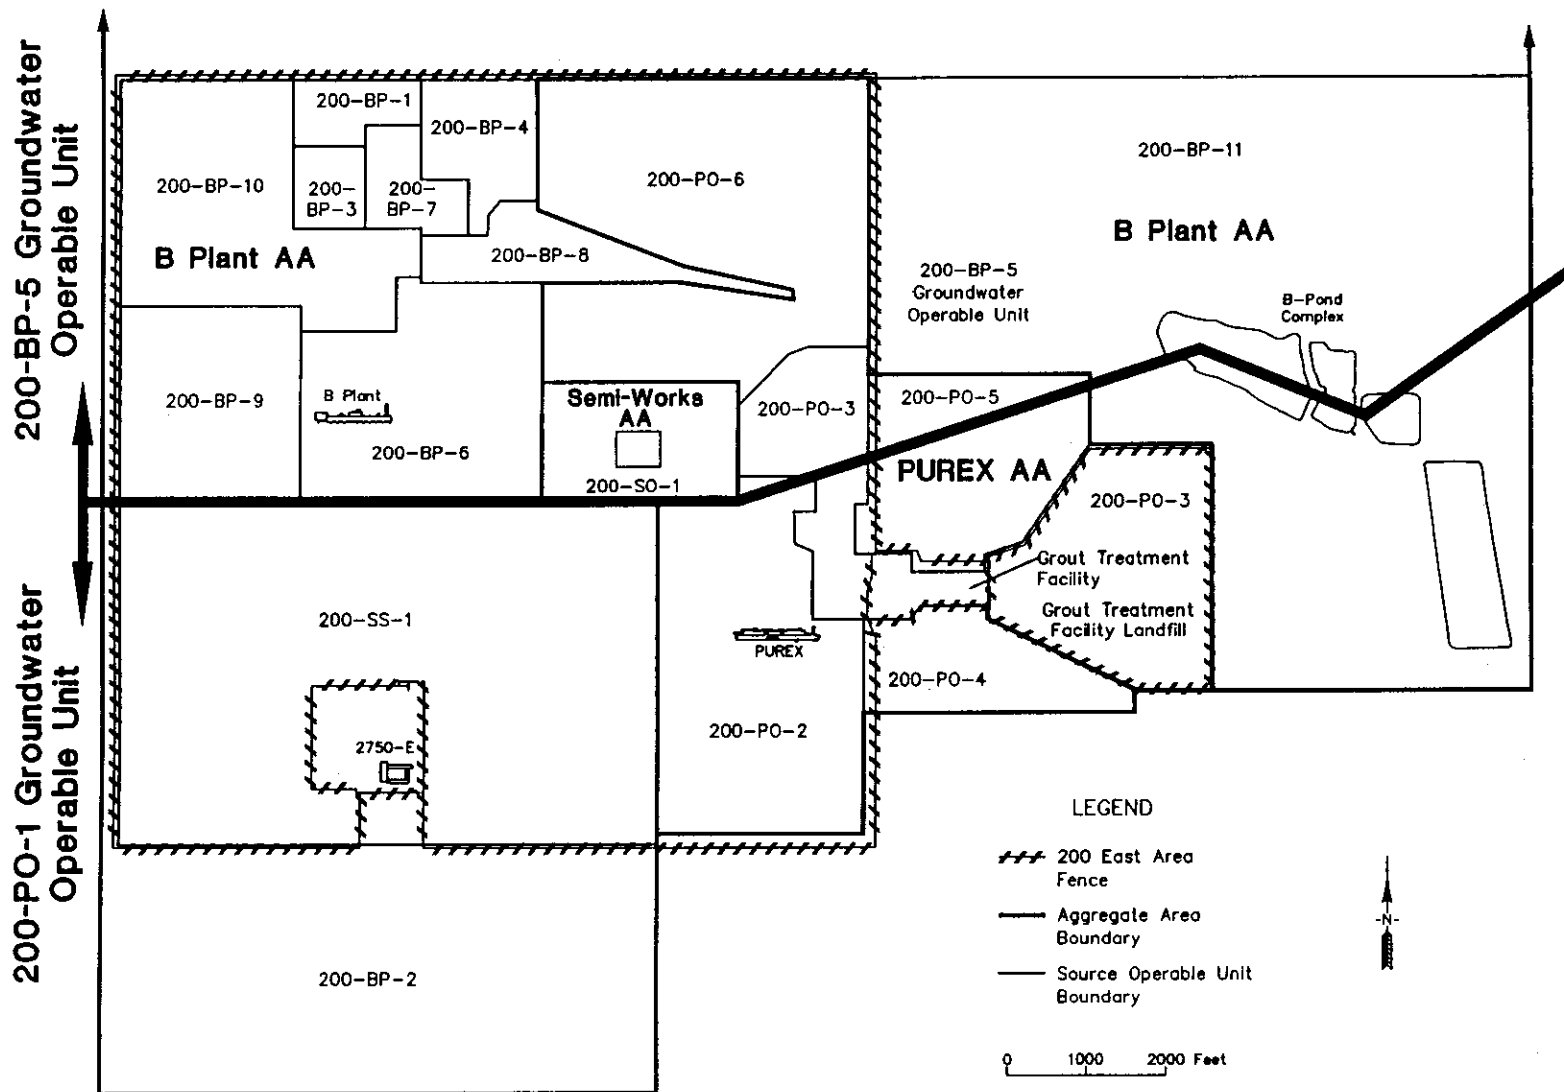 200-BP-5 Groundwater
Operable Unit
200-PO-1 Groundwater
Operable Unit
200-BP-1
200-BP-4
200-BP-10
200-
BP-3
200-
BP-7
200-PO-6
200-BP-11
B Plant AA
200-BP-8
B Plant AA
200-BP-5
Groundwater
Operable Unit
B-Pond
Complex
200-BP-9
B Plant
200-BP-6
Semi-Works
AA
200-SO-1
200-PO-3
200-PO-5
PUREX AA
200-PO-3
Grout Treatment
Facility
Grout Treatment
Facility Landfill
200-SS-1
PUREX
200-PO-4
200-PO-2
2750-E
200-BP-2
LEGEND
200 East Area
Fence
Aggregate Area
Boundary
Source Operable Unit
Boundary
-N-
0 1000 2000 Feet